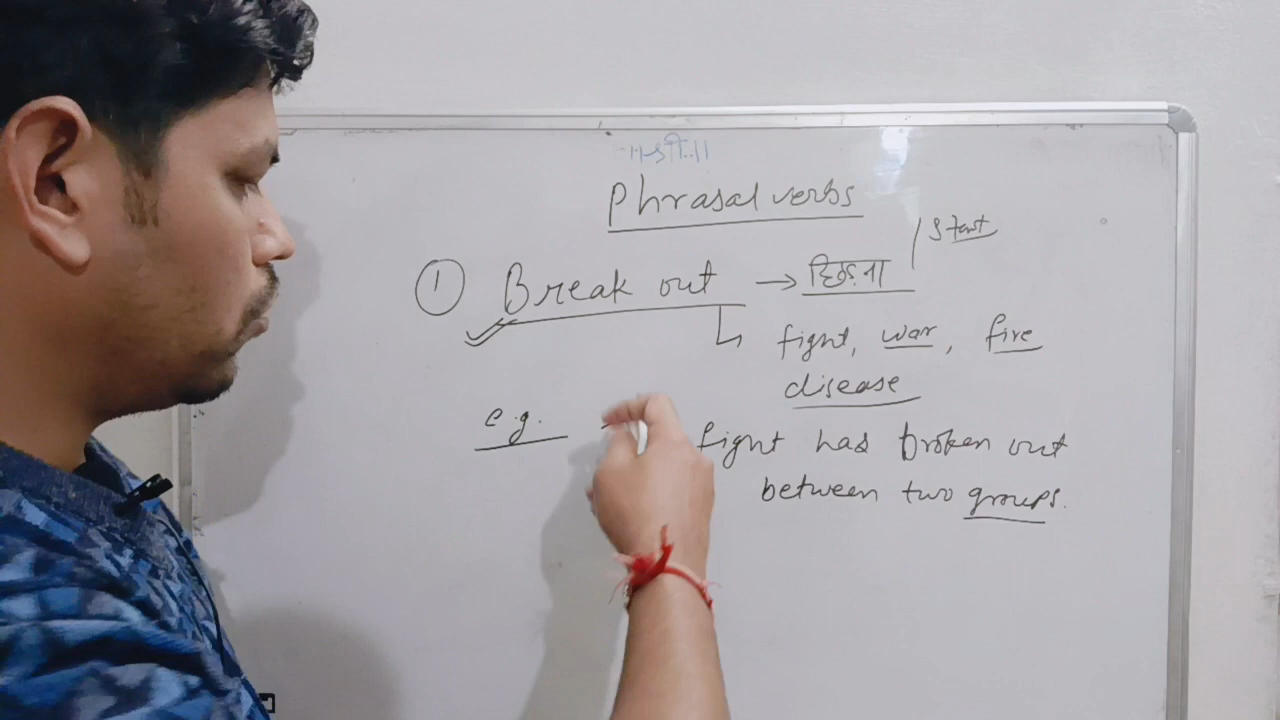 Phrasal verbs
① Break out → छिड़ना / start
fight, war, fire
disease
e.g. fight has broken out
between two groups.